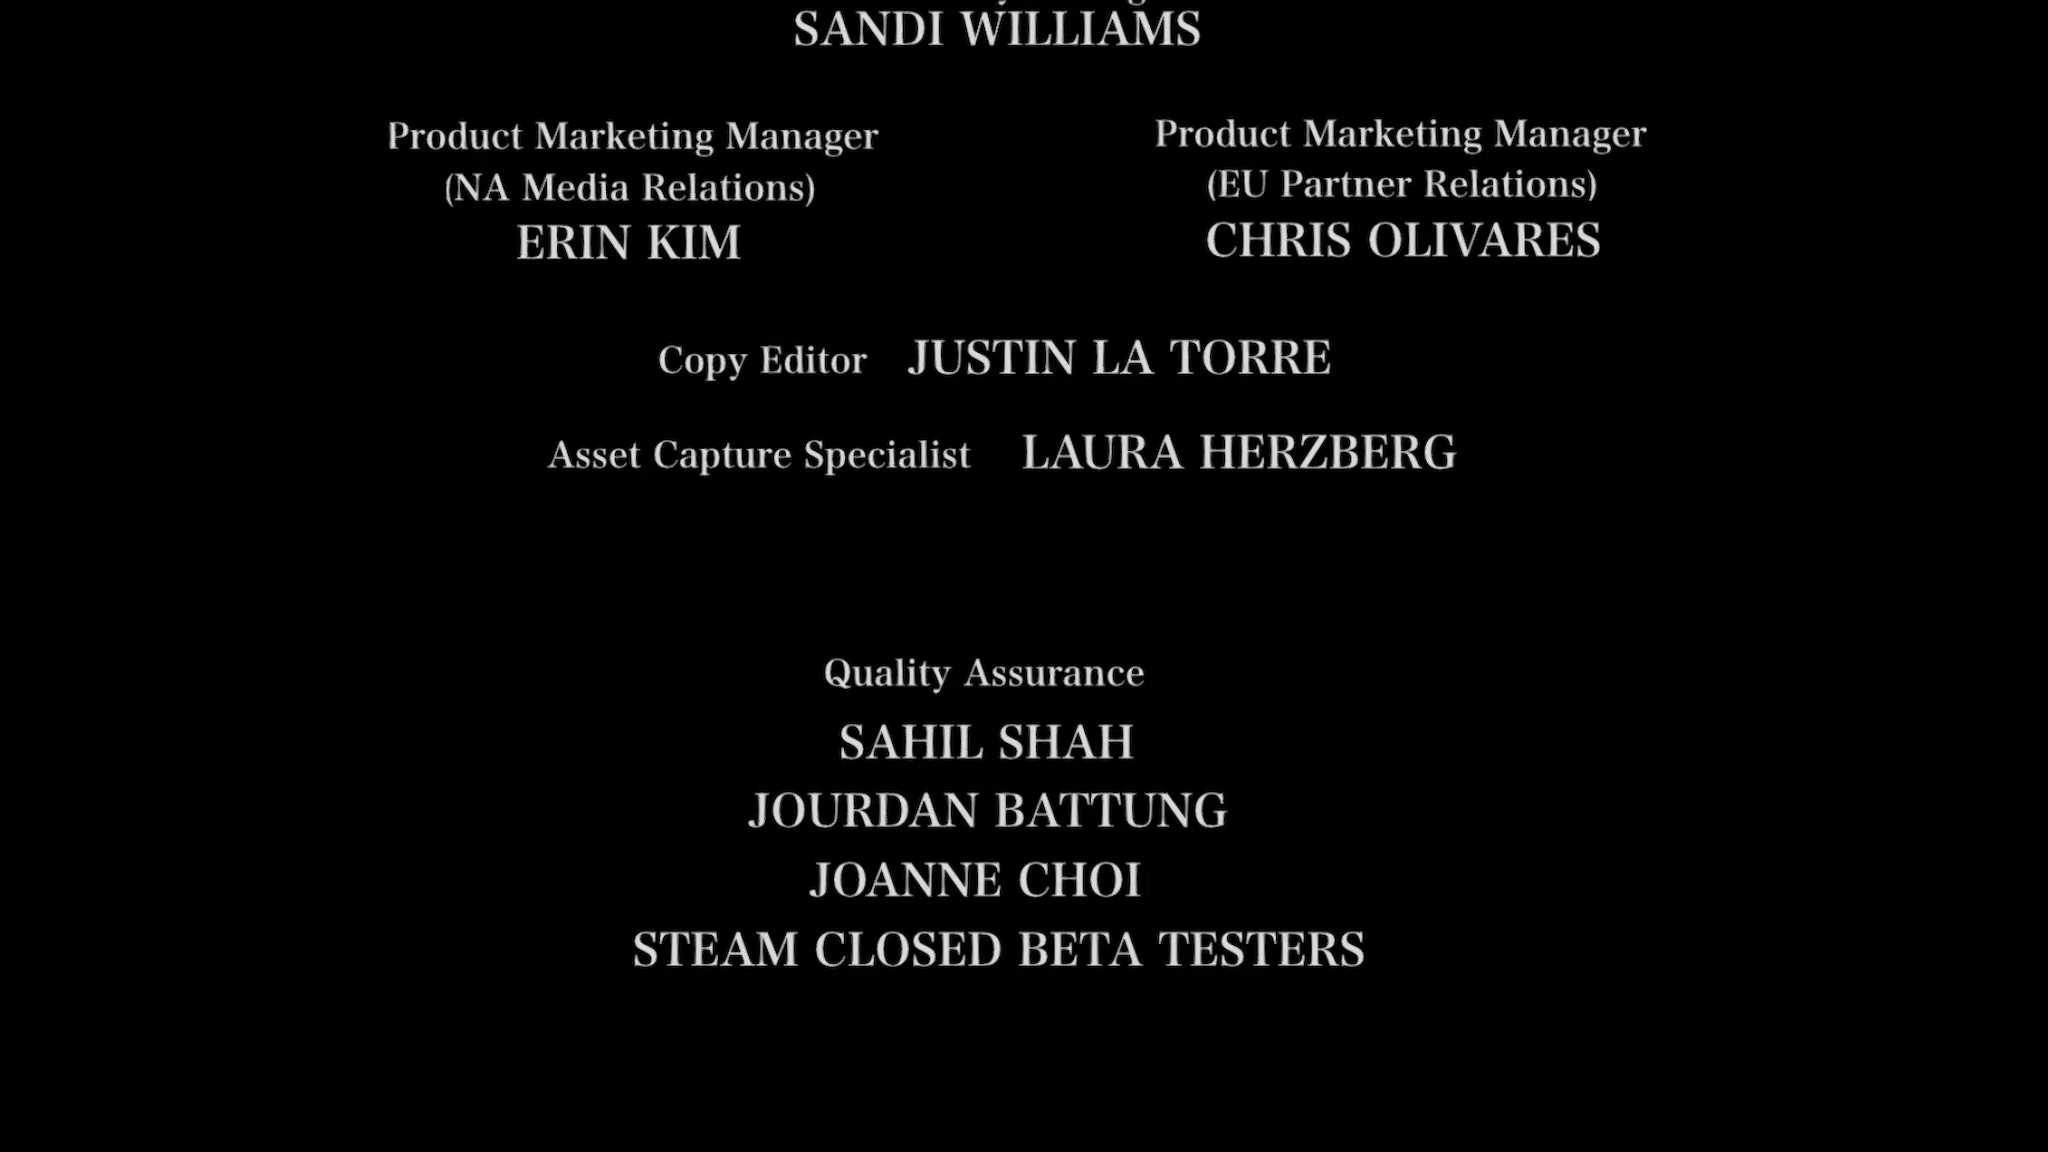 SANDI WILLIAMS
Product Marketing Manager
(NA Media Relations)
ERIN KIM
Product Marketing Manager
(EU Partner Relations)
CHRIS OLIVARES
Copy Editor JUSTIN LA TORRE
Asset Capture Specialist LAURA HERZBERG
Quality Assurance
SAHIL SHAH
JOURDAN BATTUNG
JOANNE CHOI
STEAM CLOSED BETA TESTERS